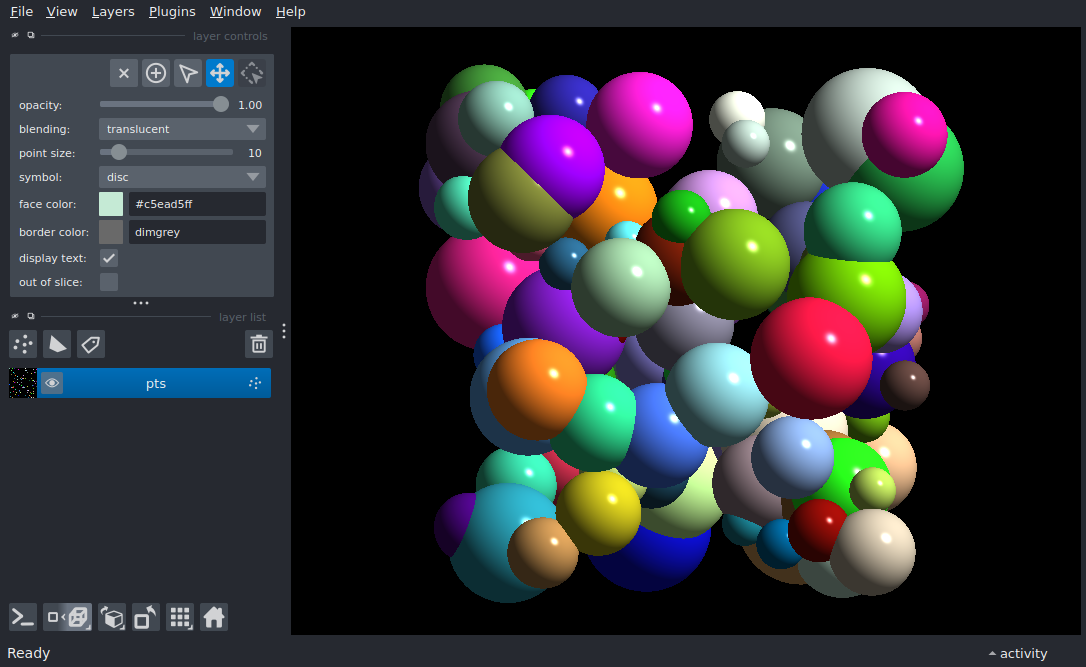 File View Layers Plugins Window Help
layer controls
opacity: 1.00
blending: translucent
point size: 10
symbol: disc
face color: #c5ead5ff
border color: dimgrey
display text:
out of slice:
layer list
pts
Ready
activity